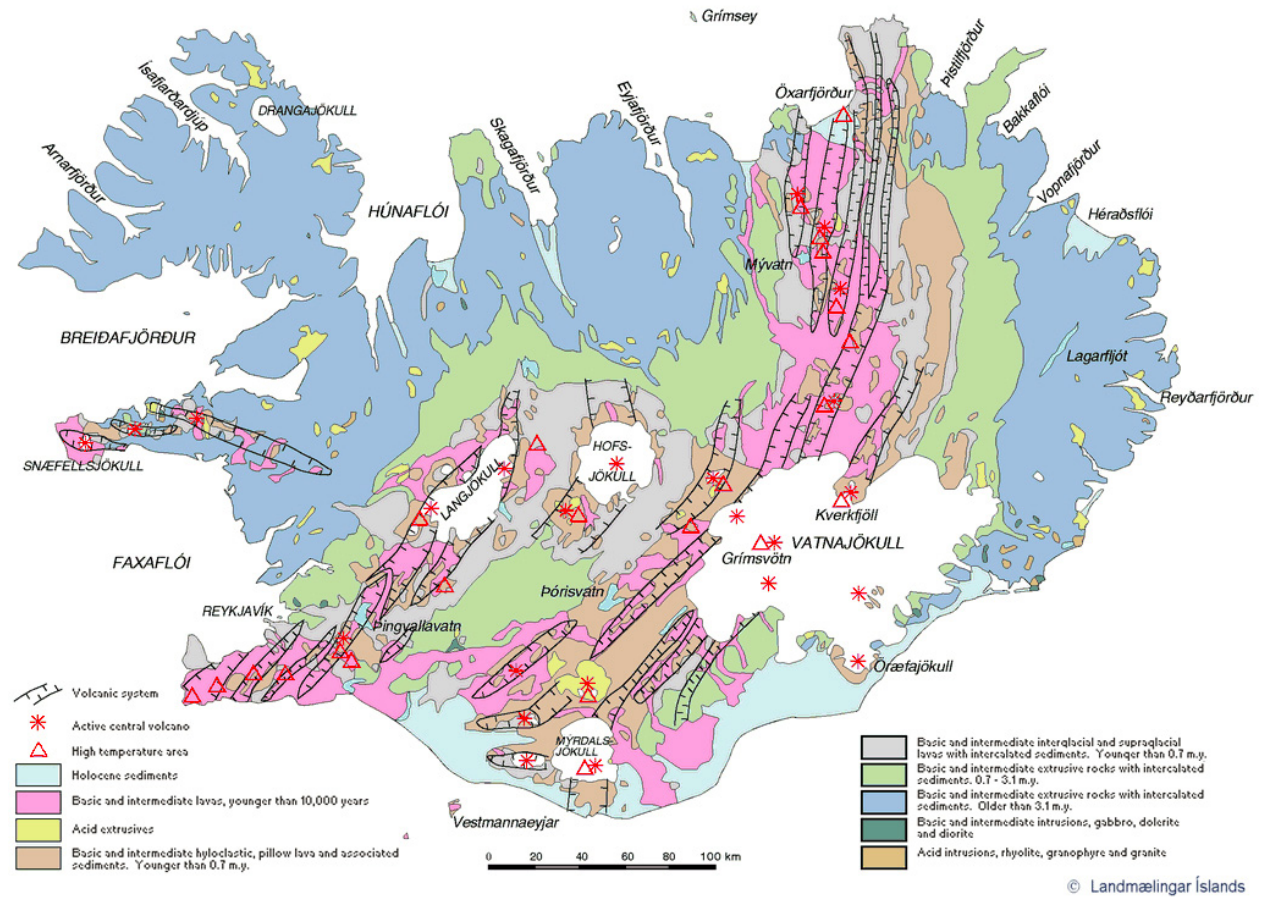 Grímsey
Ísafjarðardjúp
DRANGAJÖKULL
Arnarfjörður
HÚNAFLÓI
Skagafjörður
Eyjafjörður
Öxarfjörður
Þistilfjörður
Bakkaflói
Vopnafjörður
Héraðsflói
Mývatn
BREIÐAFJÖRÐUR
Lagarfljót
Reyðarfjörður
SNÆFELLSJÖKULL
LANGJÖKULL
HOFS-
JÖKULL
Kverkfjöll
VATNAJÖKULL
Grímsvötn
FAXAFLÓI
Þórisvatn
REYKJAVÍK
Þingvallavatn
Öræfajökull
MÝRDALS-
JÖKULL
Vestmannaeyjar
Volcanic system
Active central volcano
High temperature area
Holocene sediments
Basic and intermediate lavas, younger than 10,000 years
Acid extrusives
Basic and intermediate hyloclastic, pillow lava and associated
sediments. Younger than 0.7 m.y.
0 20 40 60 80 100 km
Basic and intermediate interglacial and supraglacial
lavas with intercalated sediments. Younger than 0.7 m.y.
Basic and intermediate extrusive rocks with intercalated
sediments. 0.7 - 3.1 m.y.
Basic and intermediate extrusive rocks with intercalated
sediments. Older than 3.1 m.y.
Basic and intermediate intrusions, gabbro, dolerite
and diorite
Acid intrusions, rhyolite, granophyre and granite
© Landmælingar Íslands